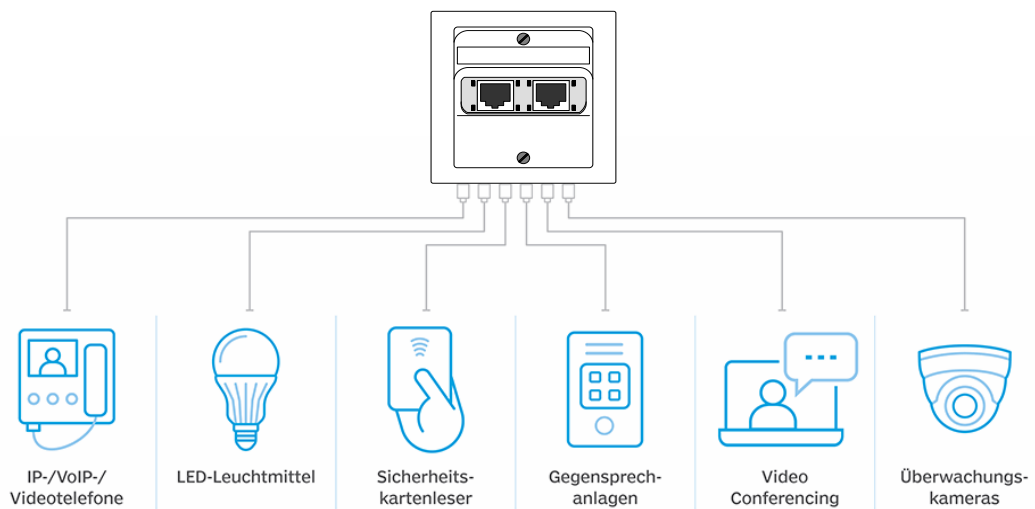 IP-/VoIP-/
Videotelefone
LED-Leuchtmittel
Sicherheits-
kartenleser
Gegensprech-
anlagen
Video
Conferencing
Überwachungs-
kameras